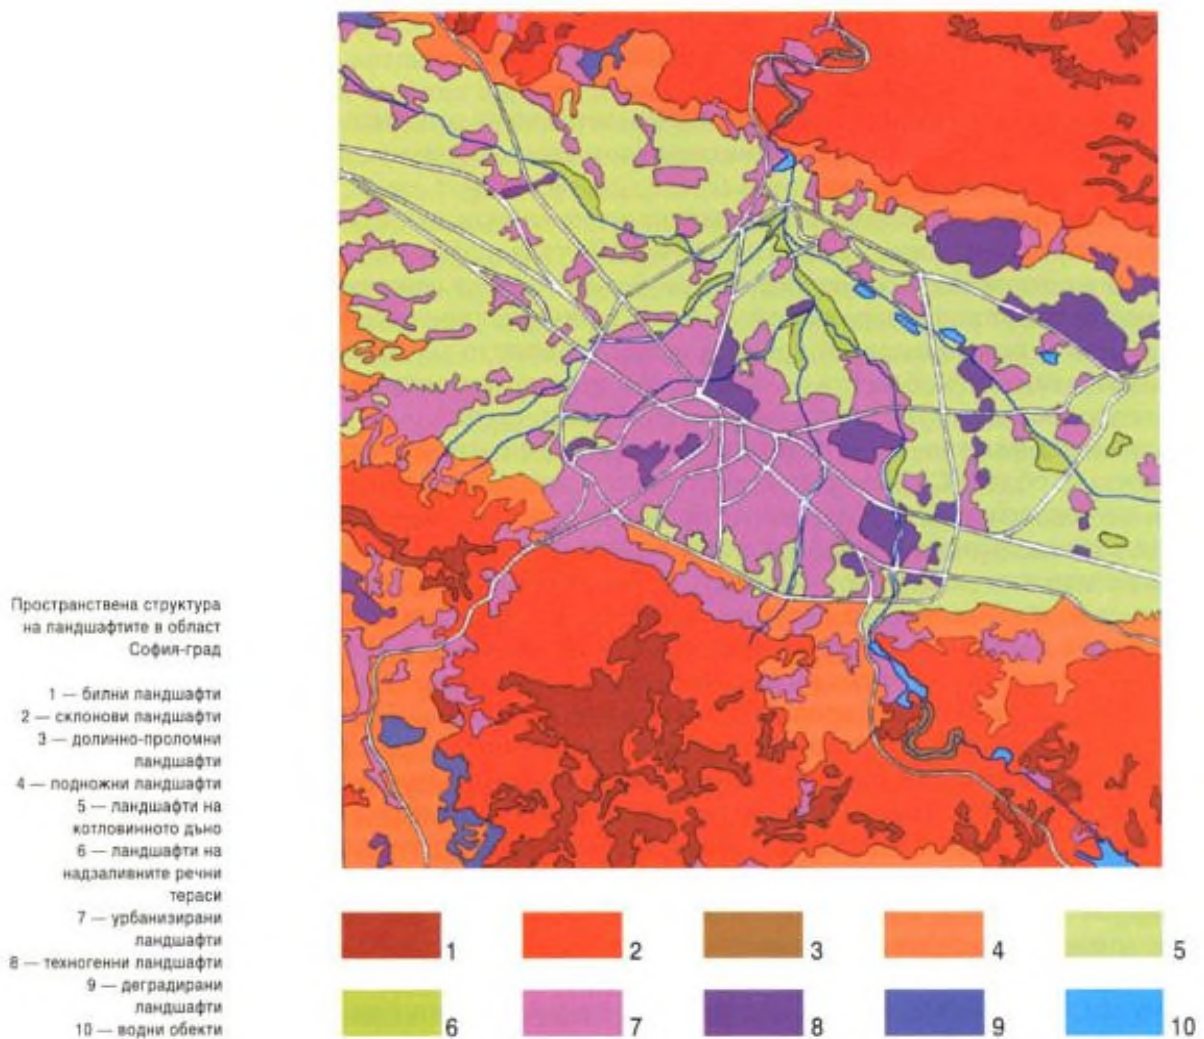 Пространствена структура
на ландшафтите в област
София-град
1 — билни ландшафти
2 — склонови ландшафти
3 — долинно-проломни
ландшафти
4 — подножни ландшафти
5 — ландшафти на
котловинното дъно
6 — ландшафти на
надзаливните речни
тераси
7 — урбанизирани
ландшафти
8 — техногенни ландшафти
9 — деградирани
ландшафти
10 — водни обекти
1 2 3 4 5
6 7 8 9 10